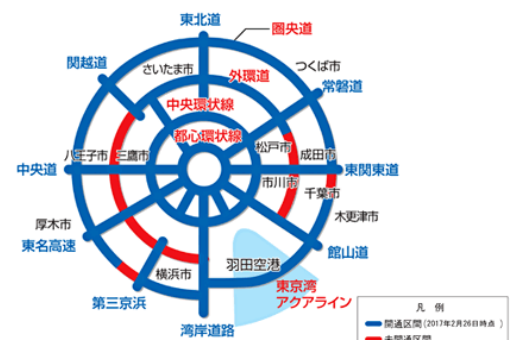 東北道
圏央道
関越道
さいたま市
外環道
つくば市
常磐道
中央環状線
都心環状線
松戸市
中央道
八王子市
三鷹市
成田市
東関東道
市川市
千葉市
木更津市
厚木市
東名高速
横浜市
羽田空港
館山道
第三京浜
東京湾
アクアライン
湾岸道路
凡 例
開通区間(2017年2月26日時点 )
未開通区間